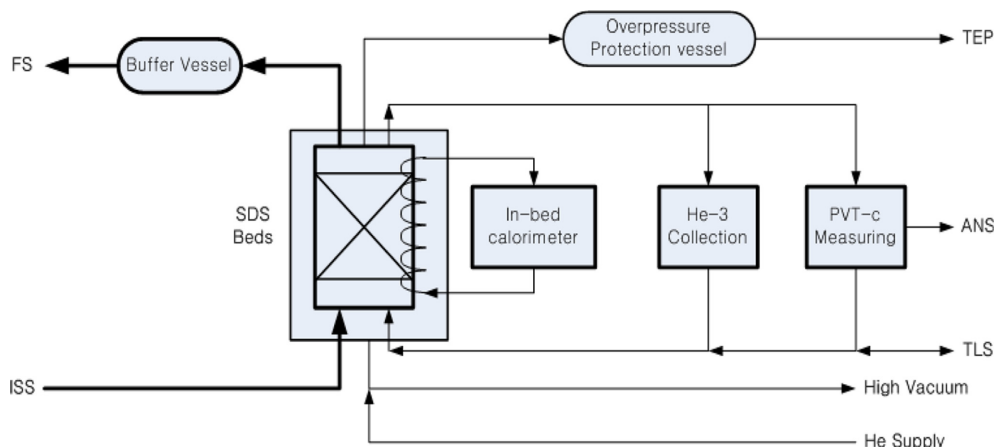 Overpressure
Protection vessel
TEP
FS
Buffer Vessel
SDS
Beds
In-bed
calorimeter
He-3
Collection
PVT-c
Measuring
ANS
TLS
ISS
High Vacuum
He Supply